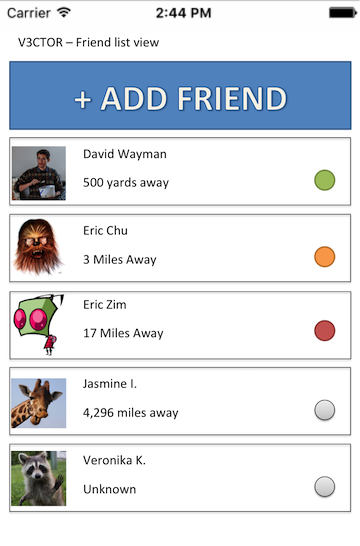 Carrier 2:44 PM
V3CTOR – Friend list view
+ ADD FRIEND
David Wayman
500 yards away
Eric Chu
3 Miles Away
Eric Zim
17 Miles Away
Jasmine I.
4,296 miles away
Veronika K.
Unknown